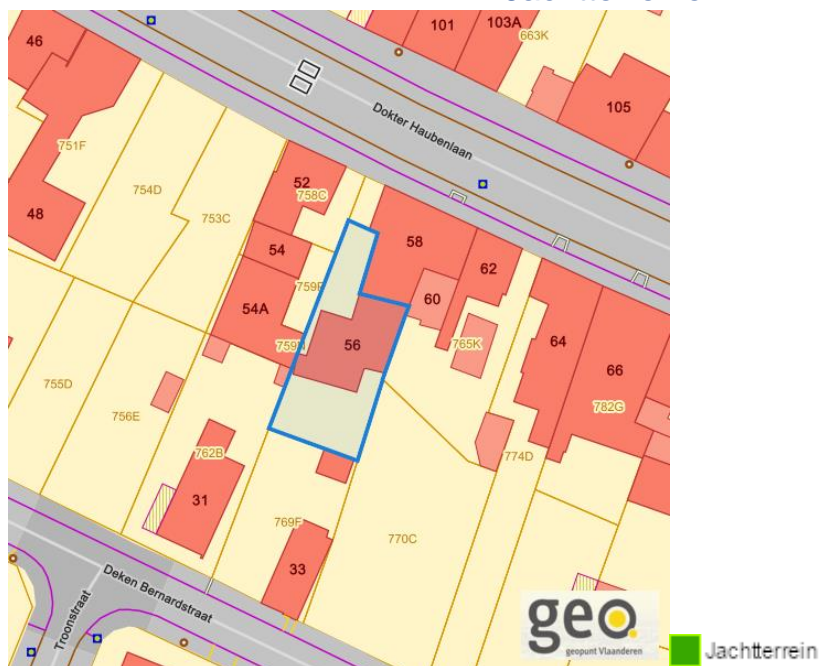 101
103A
663K
46
105
Dokter Haubenlaan
751F
754D
52
758C
753C
48
54
58
62
759P
60
54A
56
64
759N
765K
66
755D
756E
782G
762B
774D
31
769F
770C
33
Deken Bernardstraat
Troonstraat
geo
geopunt Vlaanderen
Jachtterrein